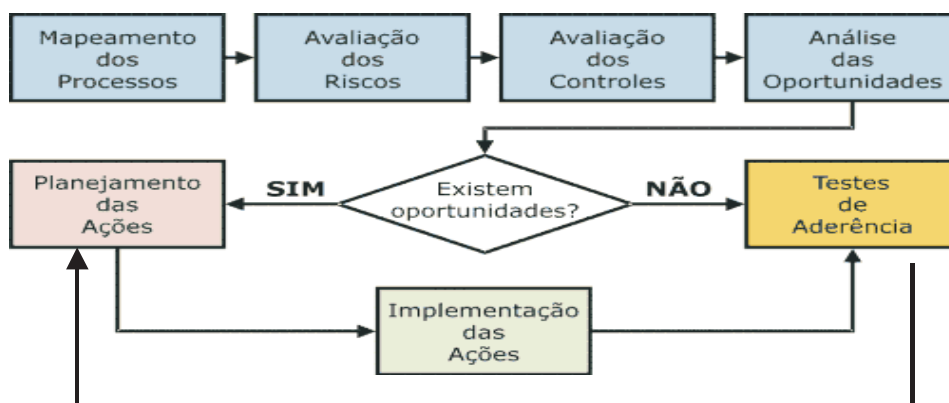 Mapeamento
dos
Processos
Avaliação
dos
Riscos
Avaliação
dos
Controles
Análise
das
Oportunidades
Planejamento
das
Ações
SIM
Existem
oportunidades?
NÃO
Testes
de
Aderência
Implementação
das
Ações